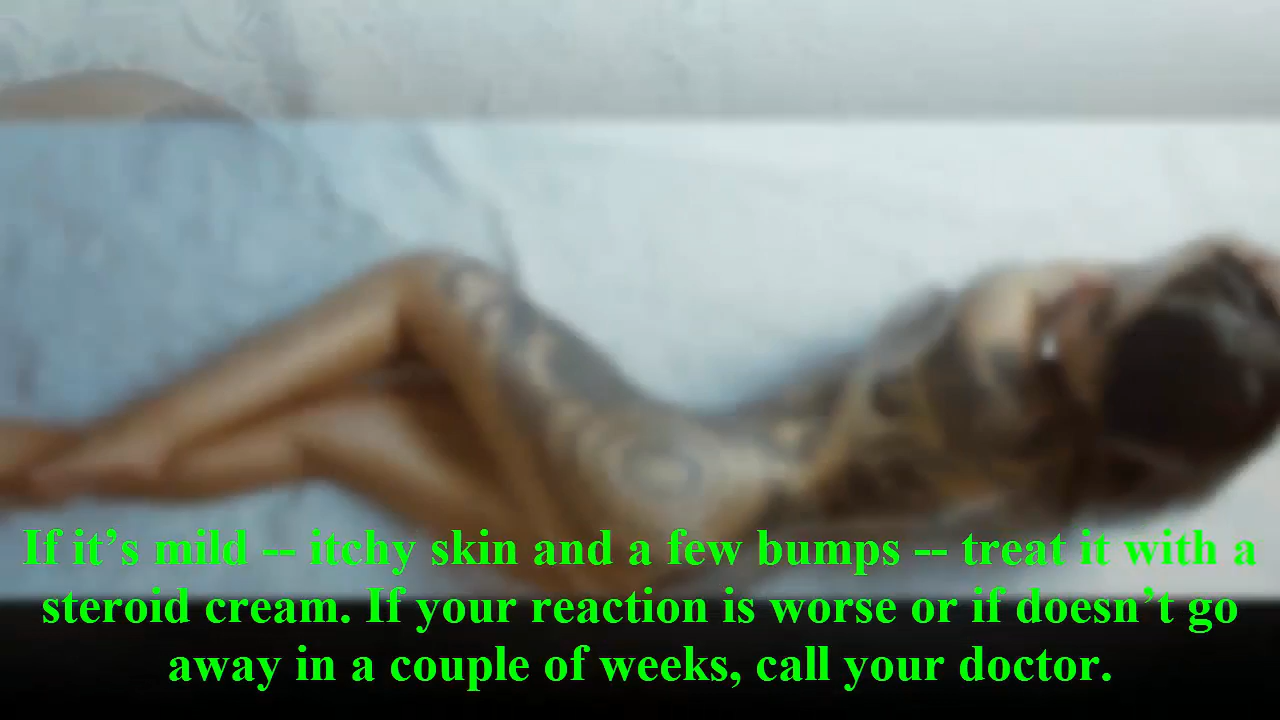 If it’s mild -- itchy skin and a few bumps -- treat it with a
steroid cream. If your reaction is worse or if doesn’t go
away in a couple of weeks, call your doctor.